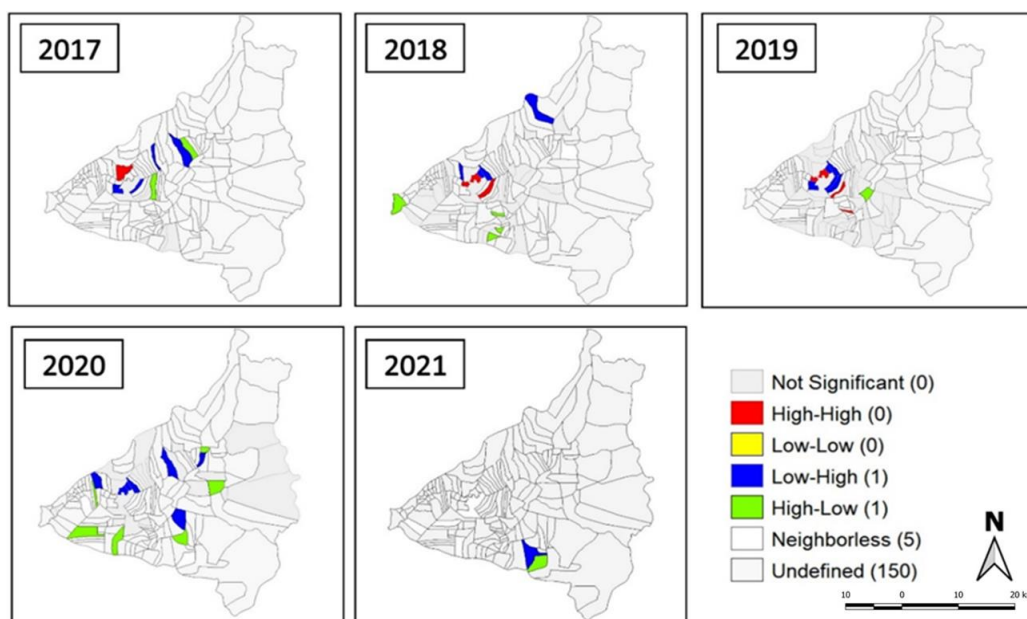 2017
2018
2019
2020
2021
Not Significant (0)
High-High (0)
Low-Low (0)
Low-High (1)
High-Low (1)
Neighborless (5)
Undefined (150)
N
10 0 10 20 k